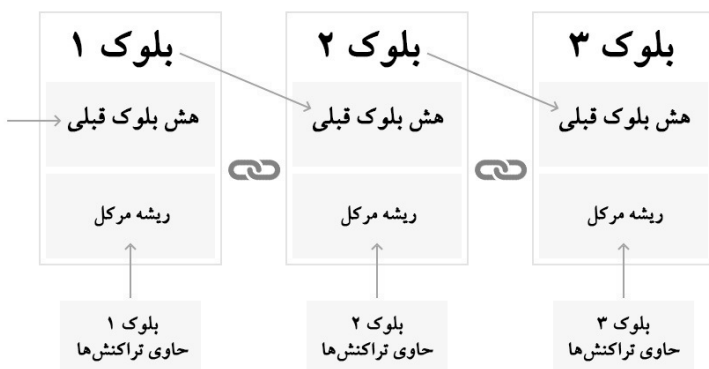 بلوک ۱
هش بلوک قبلی
ریشه مرکل
بلوک ۱
حاوی تراکنش‌ها
بلوک ۲
هش بلوک قبلی
ریشه مرکل
بلوک ۲
حاوی تراکنش‌ها
بلوک ۳
هش بلوک قبلی
ریشه مرکل
بلوک ۳
حاوی تراکنش‌ها